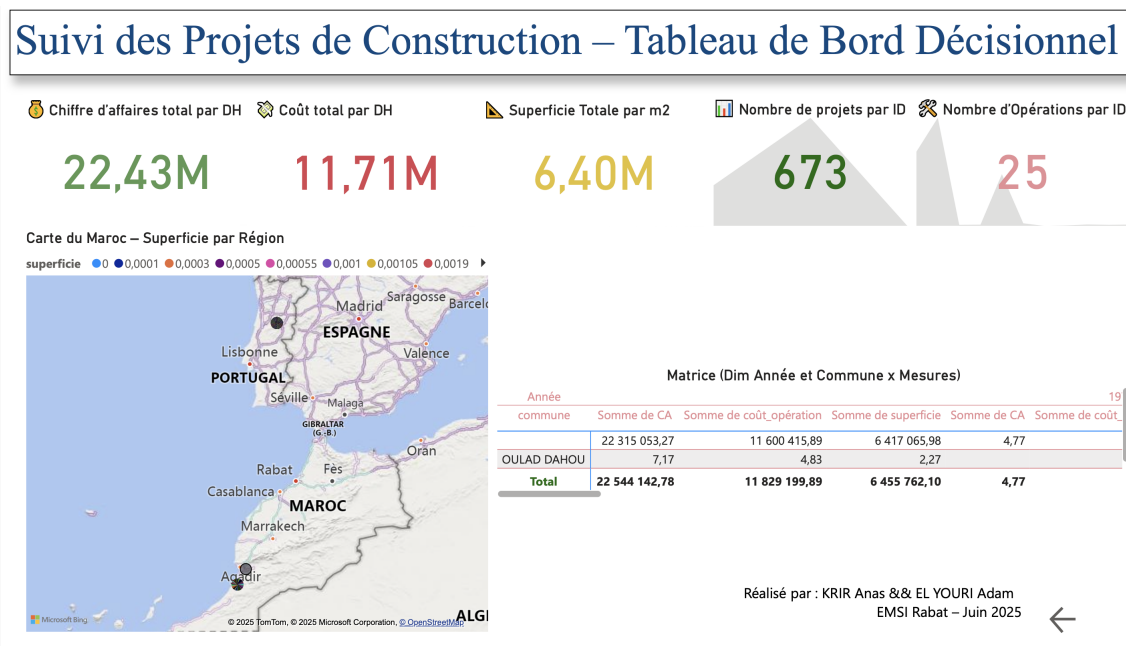 Suivi des Projets de Construction – Tableau de Bord Décisionnel
Chiffre d'affaires total par DH
Coût total par DH
Superficie Totale par m2
Nombre de projets par ID
Nombre d'Opérations par ID
22,43M
11,71M
6,40M
673
25
Carte du Maroc – Superficie par Région
superficie 0 0,0001 0,0003 0,0005 0,00055 0,001 0,00105 0,0019
Saragosse
Madrid
Barcelo
ESPAGNE
Lisbonne
Valence
PORTUGAL
Séville
Malaga
GIBRALTAR
(G.-B.)
Oran
Rabat
Fès
Casablanca
MAROC
Marrakech
Agadir
ALGÉ
Microsoft Bing
© 2025 TomTom, © 2025 Microsoft Corporation, © OpenStreetMap
Matrice (Dim Année et Commune x Mesures)
Année 19
commune Somme de CA Somme de coût_opération Somme de superficie Somme de CA Somme de coût_
22 315 053,27 11 600 415,89 6 417 065,98 4,77
OULAD DAHOU 7,17 4,83 2,27
Total 22 544 142,78 11 829 199,89 6 455 762,10 4,77
Réalisé par : KRIR Anas && EL YOURI Adam
EMSI Rabat – Juin 2025